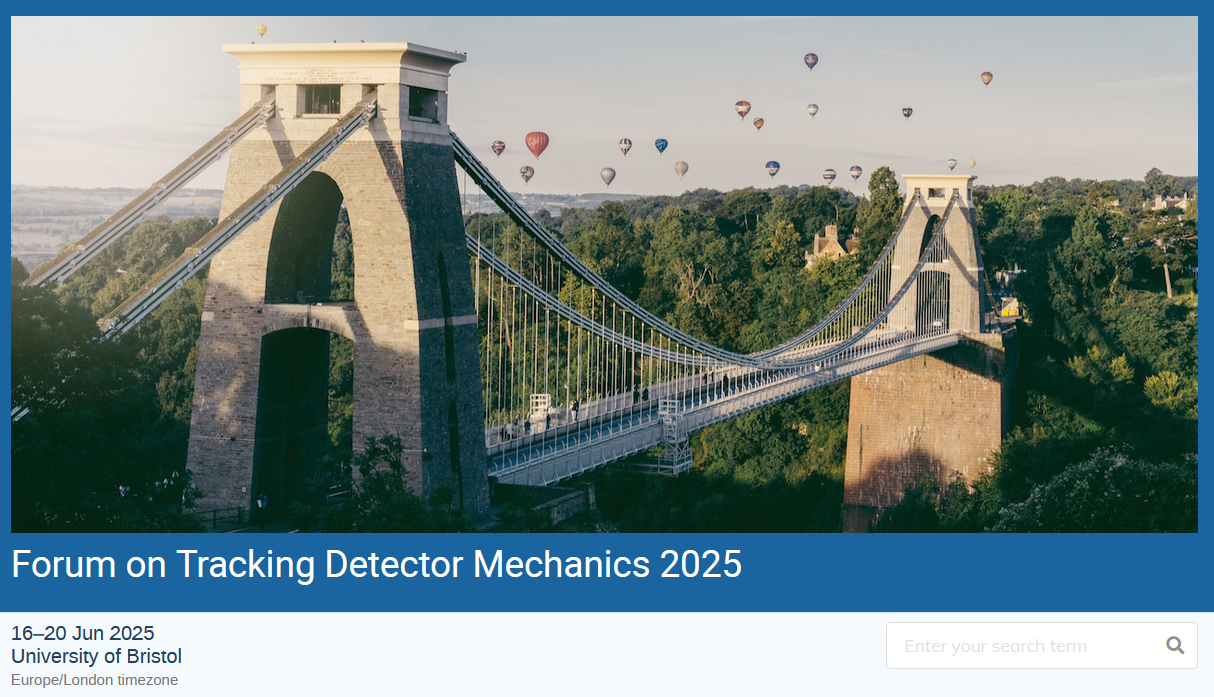 Forum on Tracking Detector Mechanics 2025
16–20 Jun 2025
University of Bristol
Europe/London timezone
Enter your search term